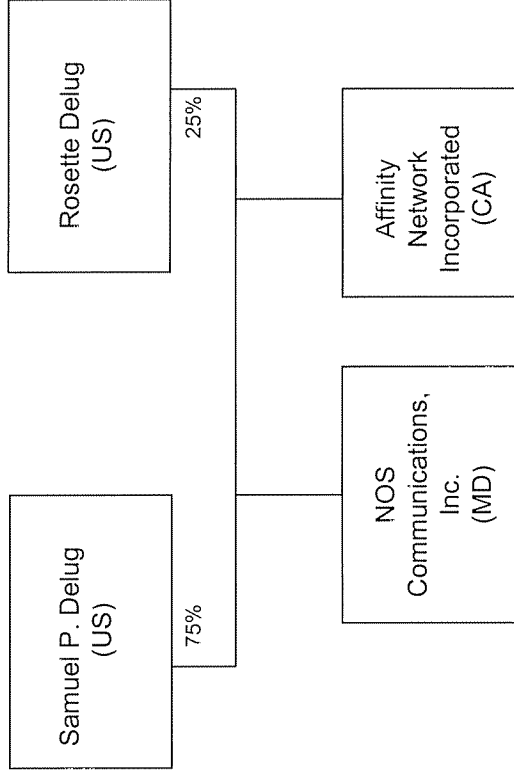 Samuel P. Delug
(US)
Rosette Delug
(US)
75%
25%
NOS
Communications,
Inc.
(MD)
Affinity
Network
Incorporated
(CA)